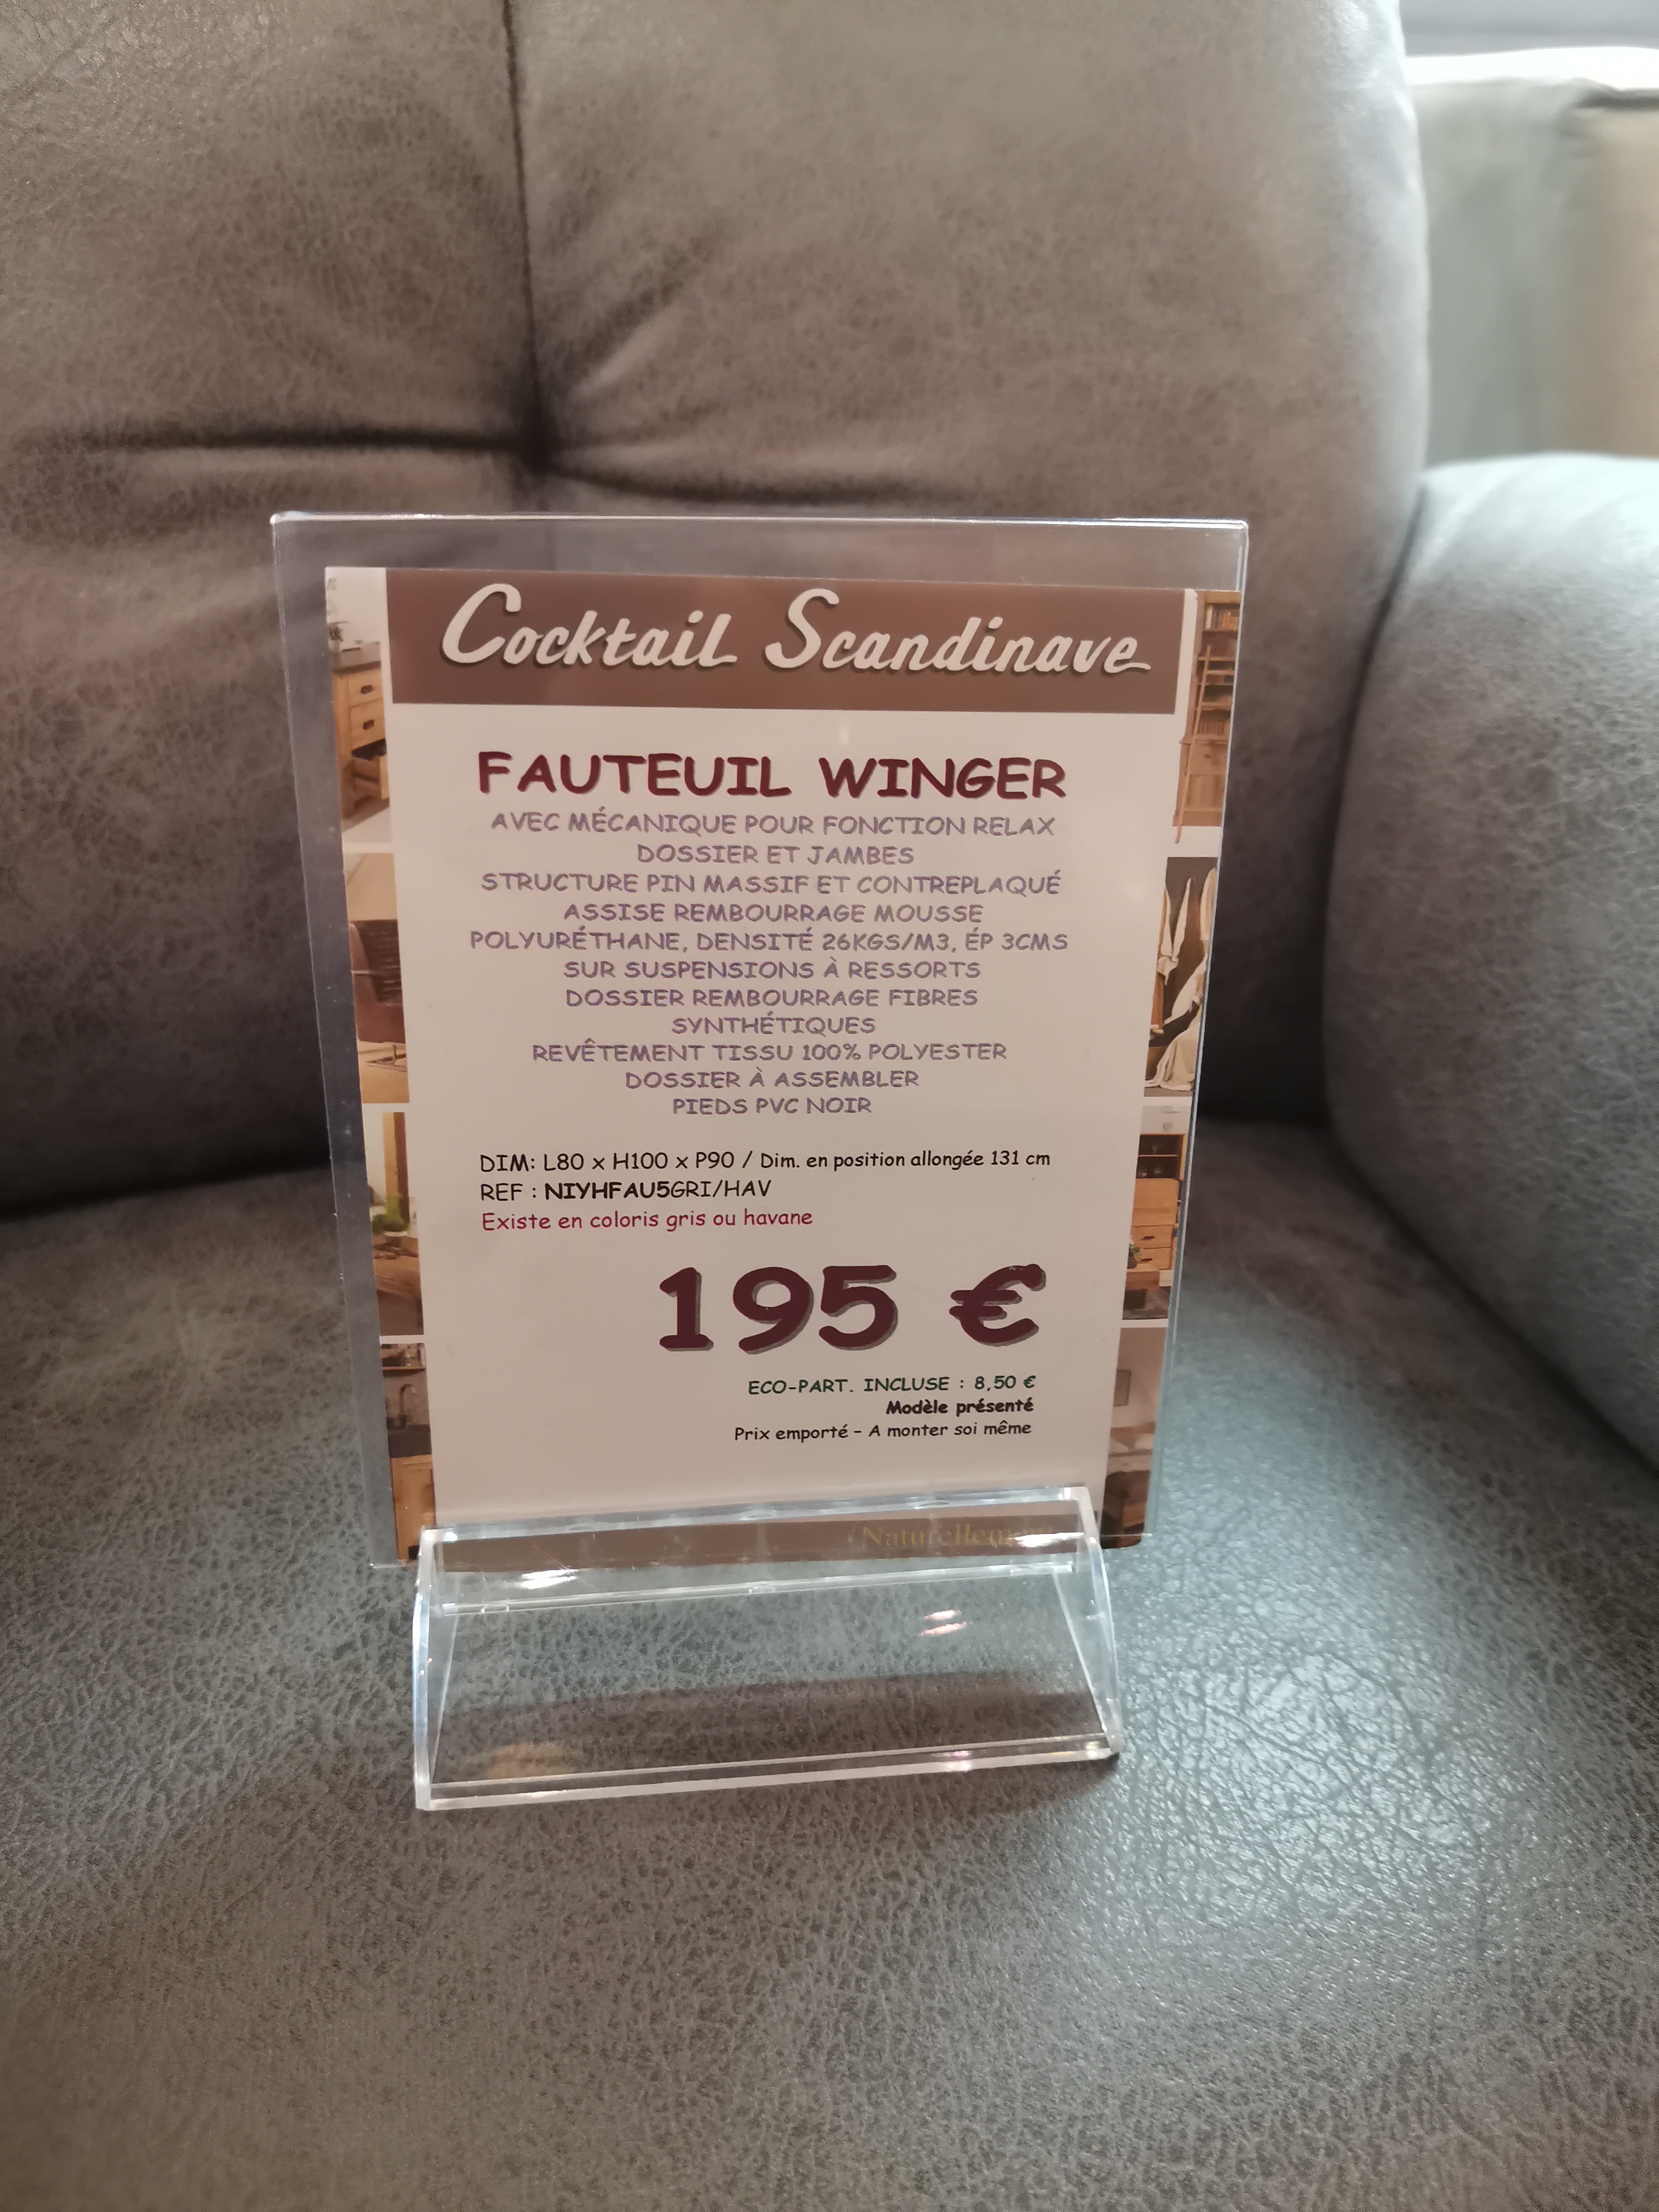 Cocktail Scandinave
FAUTEUIL WINGER
AVEC MÉCANIQUE POUR FONCTION RELAX
DOSSIER ET JAMBES
STRUCTURE PIN MASSIF ET CONTREPLAQUÉ
ASSISE REMBOURRAGE MOUSSE
POLYURÉTHANE, DENSITÉ 26KGS/M3, ÉP 3CMS
SUR SUSPENSIONS À RESSORTS
DOSSIER REMBOURRAGE FIBRES
SYNTHÉTIQUES
REVÊTEMENT TISSU 100% POLYESTER
DOSSIER À ASSEMBLER
PIEDS PVC NOIR
DIM: L80 x H100 x P90 / Dim. en position allongée 131 cm
REF : NIYHFAU5GRI/HAV
Existe en coloris gris ou havane
195 €
ECO-PART. INCLUSE : 8,50 €
Modèle présenté
Prix emporté - A monter soi même